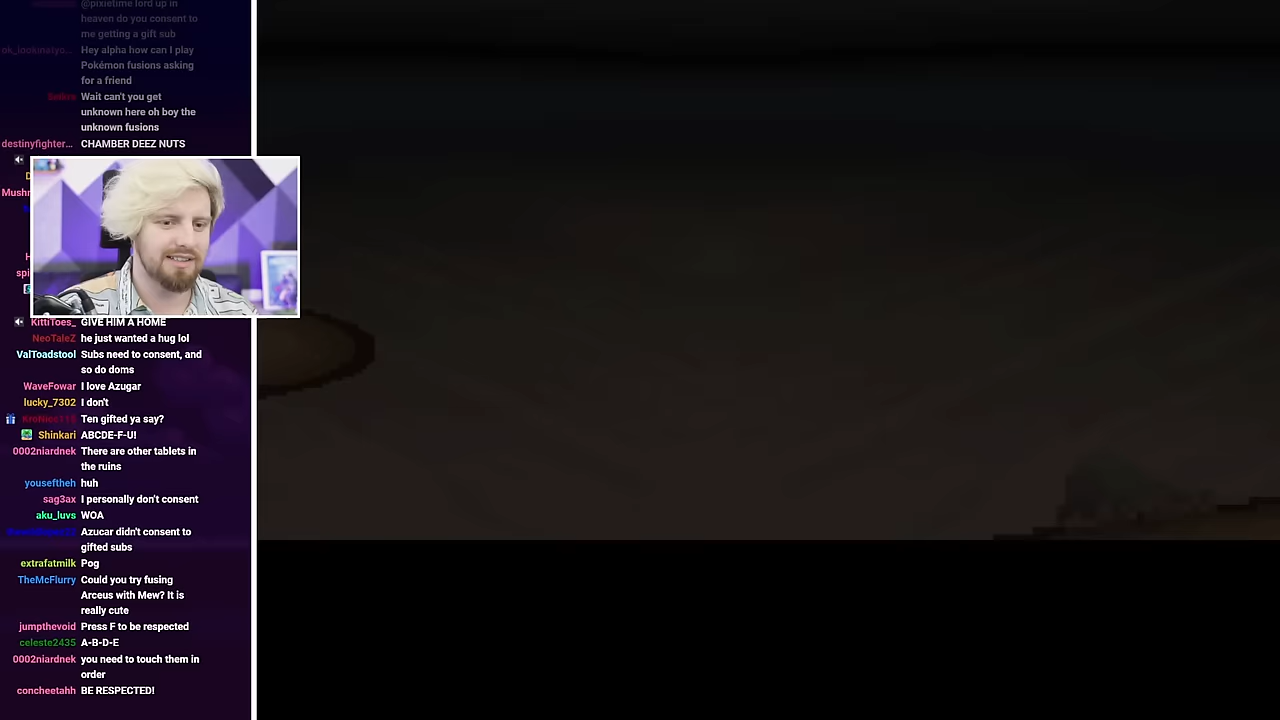 @pixietime lord up in
heaven do you consent to
me getting a gift sub
Hey alpha how can I play
Pokémon fusions asking
for a friend
Wait can't you get
unknown here oh boy the
unknown fusions
destinyfighter... CHAMBER DEEZ NUTS
KittiToes_ GIVE HIM A HOME
NeoTaleZ he just wanted a hug lol
ValToadstool Subs need to consent, and
so do doms
WaveFowar I love Azugar
lucky_7302 I don't
Ten gifted ya say?
Shinkari ABCDE-F-U!
0002niardnek There are other tablets in
the ruins
youseftheh huh
sag3ax I personally don't consent
aku_luvs WOA
Azucar didn't consent to
gifted subs
extrafatmilk Pog
TheMcFlurry Could you try fusing
Arceus with Mew? It is
really cute
jumpthevoid Press F to be respected
celeste2435 A-B-D-E
0002niardnek you need to touch them in
order
concheetahh BE RESPECTED!